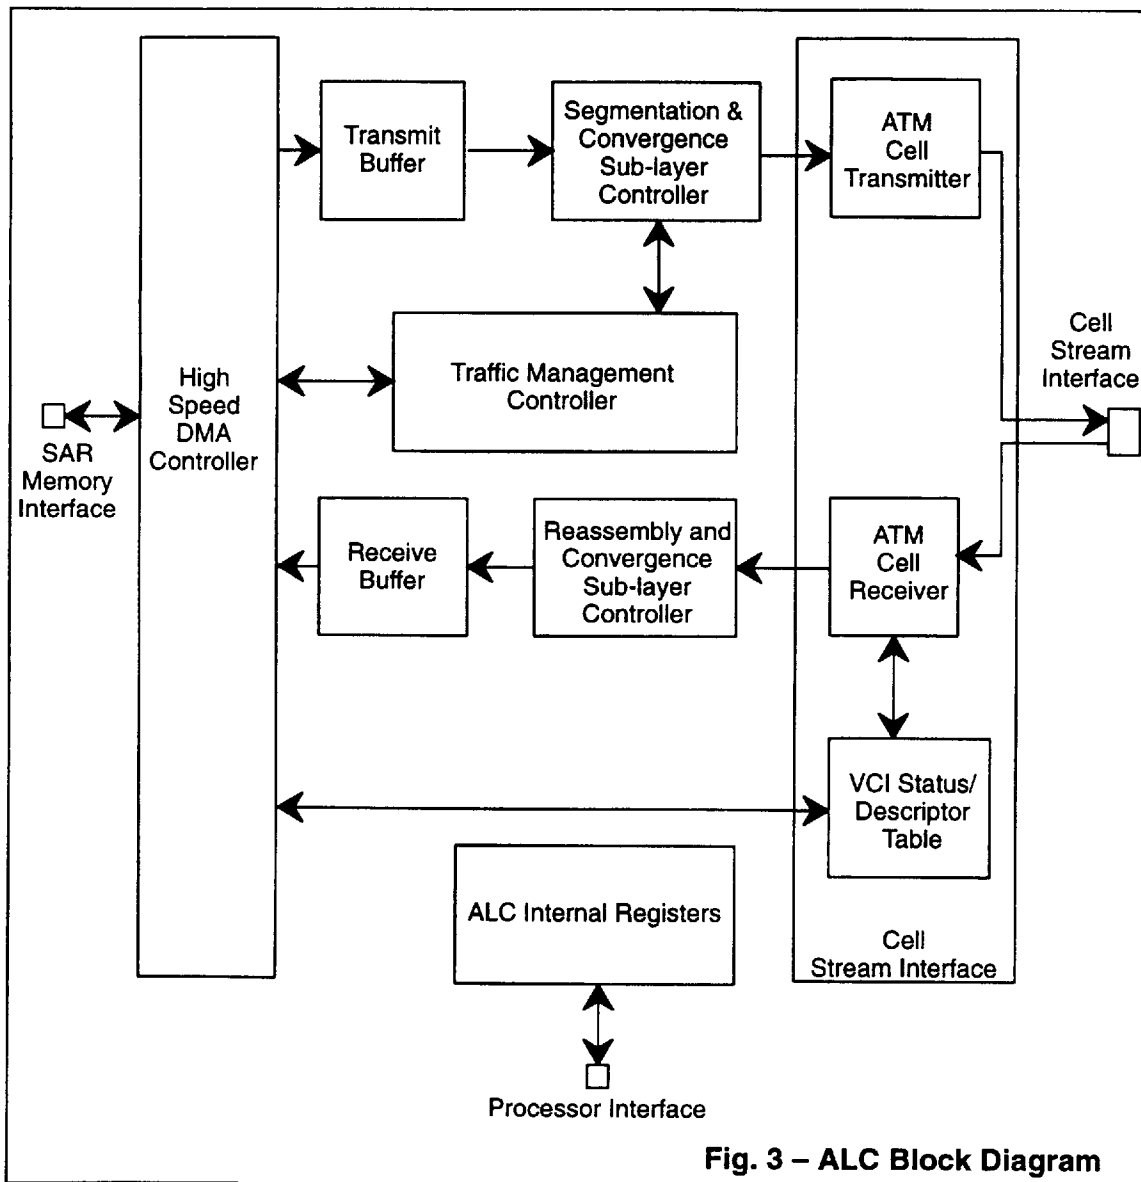 Transmit
Buffer
Segmentation &
Convergence
Sub-layer
Controller
ATM
Cell
Transmitter
Cell
Stream
Interface
Traffic Management
Controller
High
Speed
DMA
Controller
SAR
Memory
Interface
Receive
Buffer
Reassembly and
Convergence
Sub-layer
Controller
ATM
Cell
Receiver
VCI Status/
Descriptor
Table
ALC Internal Registers
Cell
Stream Interface
Processor Interface
Fig. 3 – ALC Block Diagram